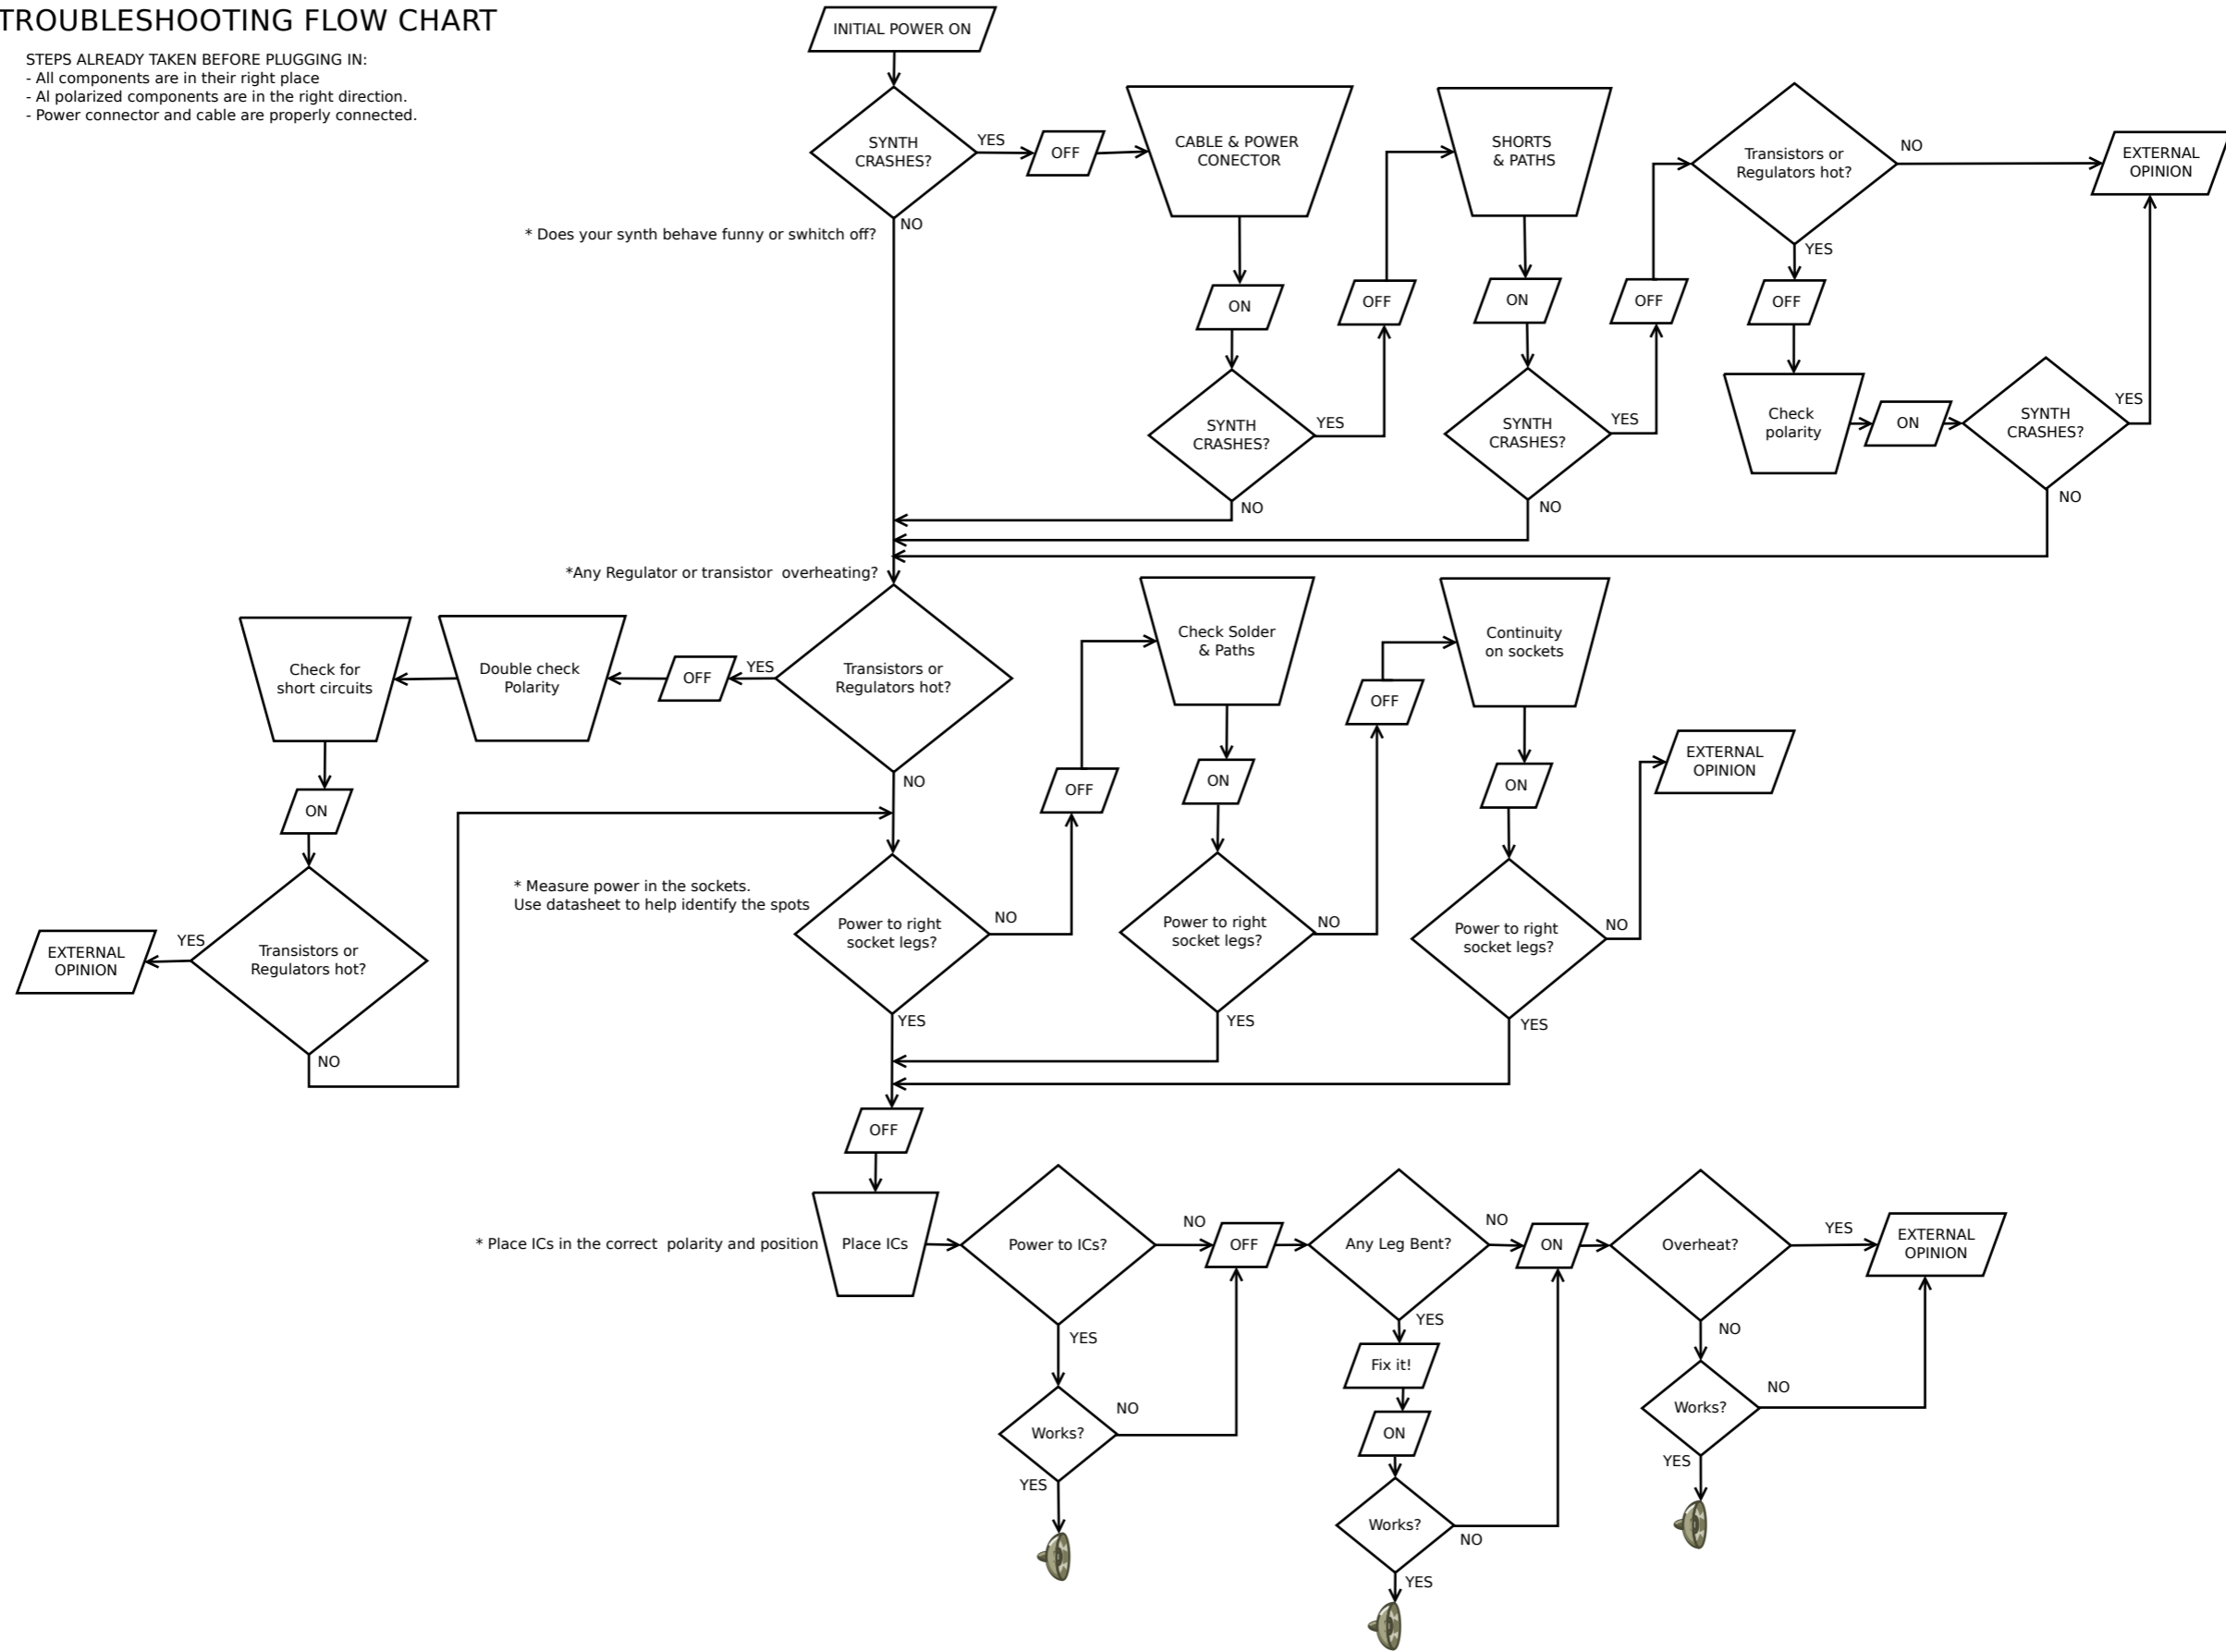 TROUBLESHOOTING FLOW CHART
STEPS ALREADY TAKEN BEFORE PLUGGING IN:
- All components are in their right place
- Al polarized components are in the right direction.
- Power connector and cable are properly connected.
INITIAL POWER ON
SYNTH
CRASHES?
YES
OFF
CABLE & POWER
CONECTOR
SHORTS
& PATHS
Transistors or
Regulators hot?
NO
EXTERNAL
OPINION
NO
* Does your synth behave funny or swhitch off?
YES
ON
OFF
ON
OFF
OFF
SYNTH
CRASHES?
YES
SYNTH
CRASHES?
YES
Check
polarity
ON
SYNTH
CRASHES?
YES
NO
NO
NO
*Any Regulator or transistor  overheating?
Check for
short circuits
Double check
Polarity
OFF
YES
Transistors or
Regulators hot?
Check Solder
& Paths
Continuity
on sockets
OFF
EXTERNAL
OPINION
NO
OFF
ON
ON
ON
* Measure power in the sockets.
Use datasheet to help identify the spots
Power to right
socket legs?
NO
Power to right
socket legs?
NO
Power to right
socket legs?
NO
EXTERNAL
OPINION
YES
Transistors or
Regulators hot?
NO
YES
YES
YES
OFF
* Place ICs in the correct  polarity and position
Place ICs
Power to ICs?
NO
OFF
Any Leg Bent?
NO
ON
Overheat?
YES
EXTERNAL
OPINION
YES
YES
NO
Fix it!
Works?
NO
ON
Works?
NO
YES
YES
Works?
NO
YES